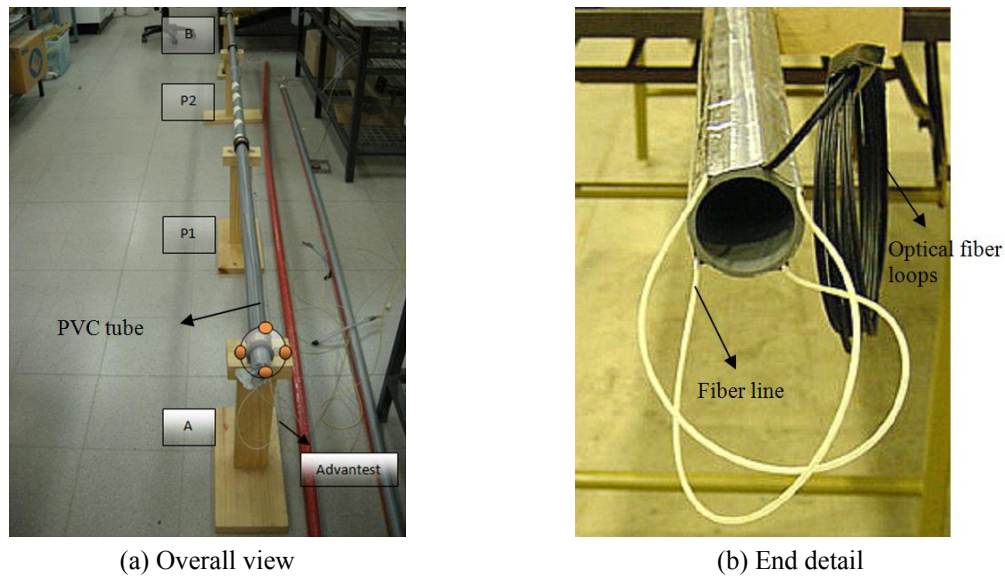 B
P2
P1
PVC tube
A
Advantest
Optical fiber
loops
Fiber line
(a) Overall view
(b) End detail